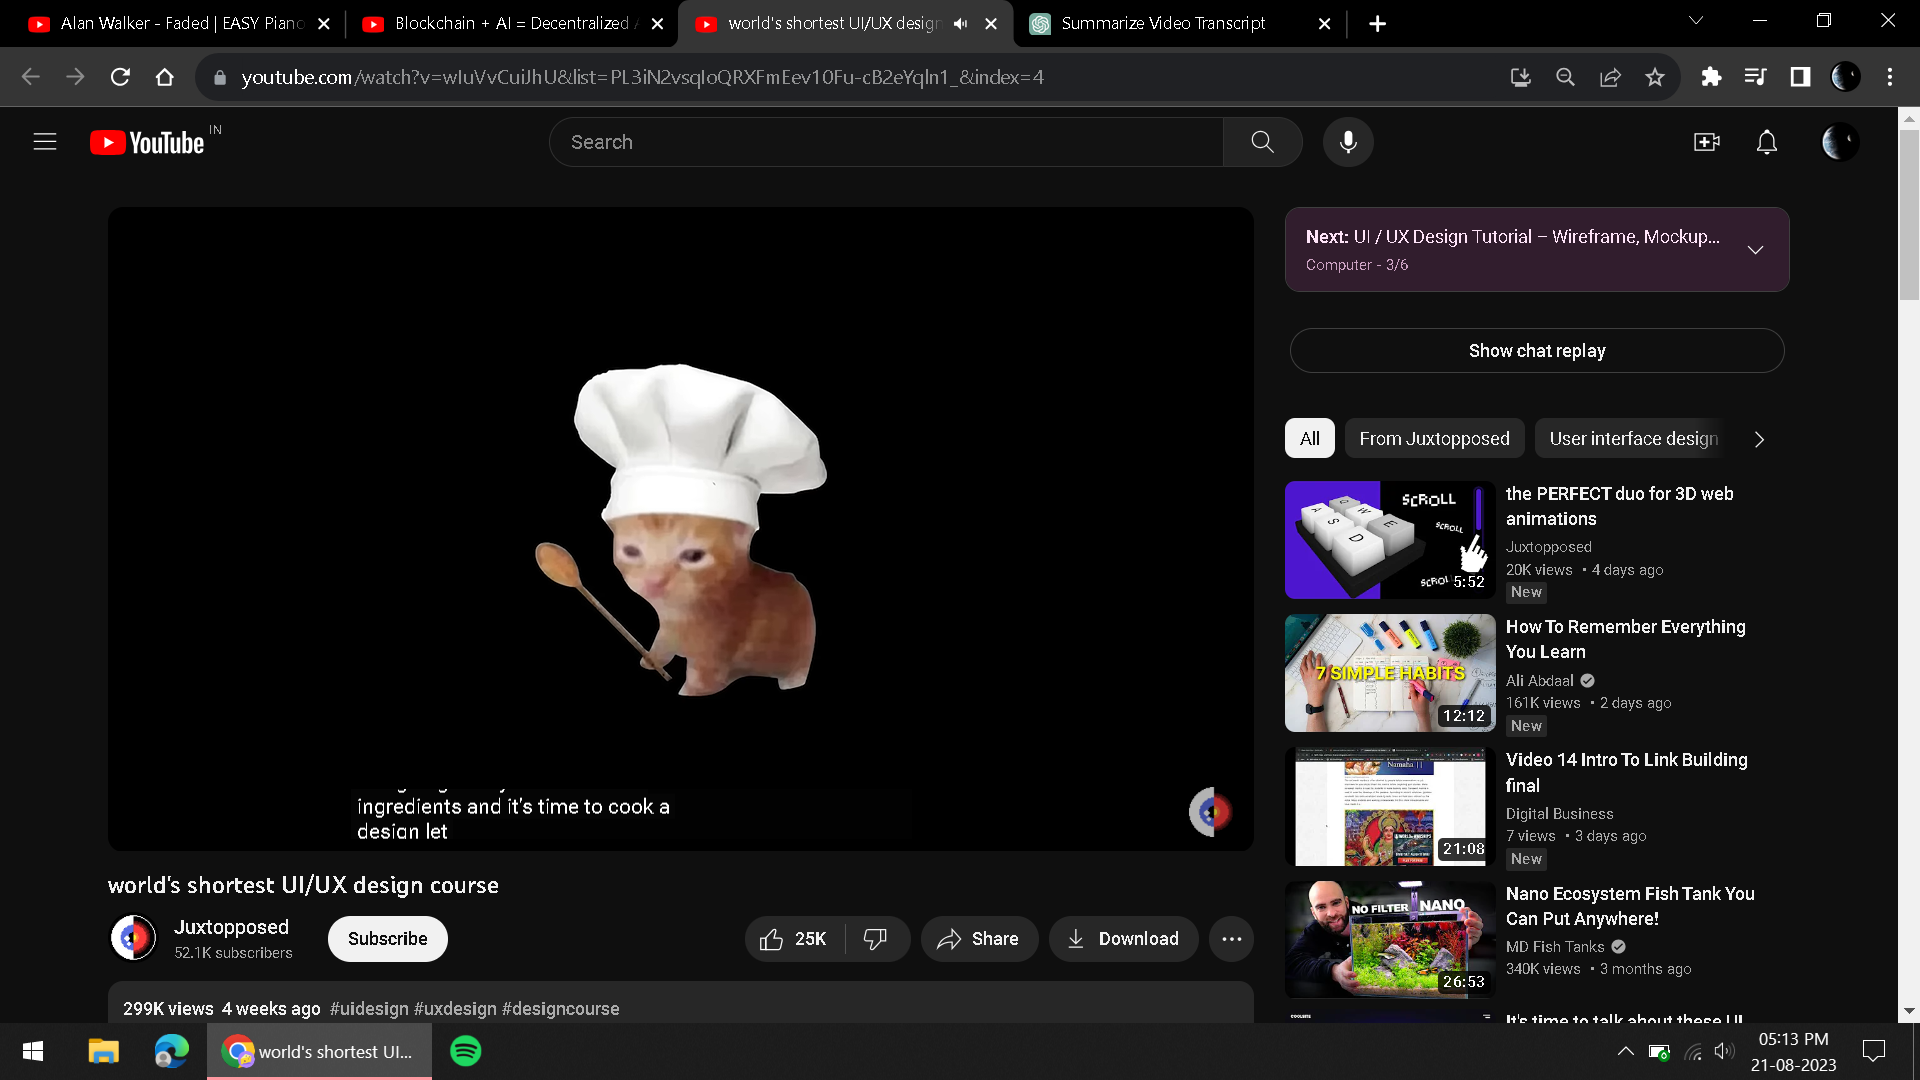 Alan Walker - Faded | EASY Piano
Blockchain + AI = Decentralized
world's shortest UI/UX design
Summarize Video Transcript
youtube.com/watch?v=wIuVvCuiJhU&list=PL3iN2vsqIoQRXFmEev10Fu-cB2eYqln1_&index=4
YouTube IN
Search
Next: UI / UX Design Tutorial – Wireframe, Mockup...
Computer - 3/6
Show chat replay
All
From Juxtopposed
User interface design
SCROLL
SCROLL
SCROLL
5:52
the PERFECT duo for 3D web
animations
Juxtopposed
20K views • 4 days ago
New
7 SIMPLE HABITS
12:12
How To Remember Everything
You Learn
Ali Abdaal
161K views • 2 days ago
New
Namaha ||
21:08
Video 14 Intro To Link Building
final
Digital Business
7 views • 3 days ago
New
NO FILTER NANO
26:53
Nano Ecosystem Fish Tank You
Can Put Anywhere!
MD Fish Tanks
340K views • 3 months ago
It's time to talk about these UI
ingredients and it's time to cook a
design let
world's shortest UI/UX design course
Juxtopposed
52.1K subscribers
Subscribe
25K
Share
Download
299K views 4 weeks ago #uidesign #uxdesign #designcourse
world's shortest UI...
05:13 PM
21-08-2023